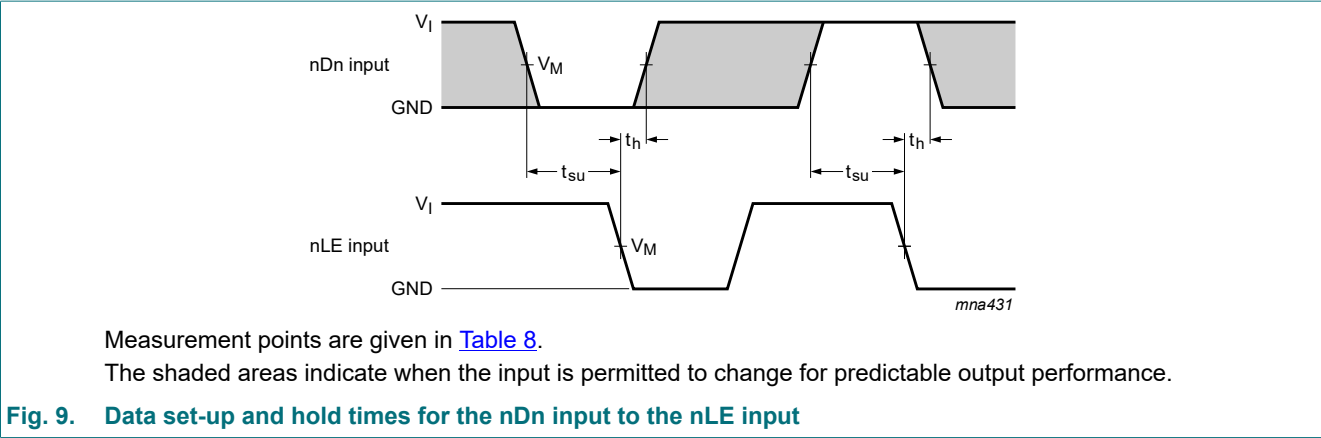 VI
nDn input
VM
GND
th
th
tsu
tsu
VI
nLE input
VM
GND
mna431
Measurement points are given in Table 8.
The shaded areas indicate when the input is permitted to change for predictable output performance.
Fig. 9. Data set-up and hold times for the nDn input to the nLE input